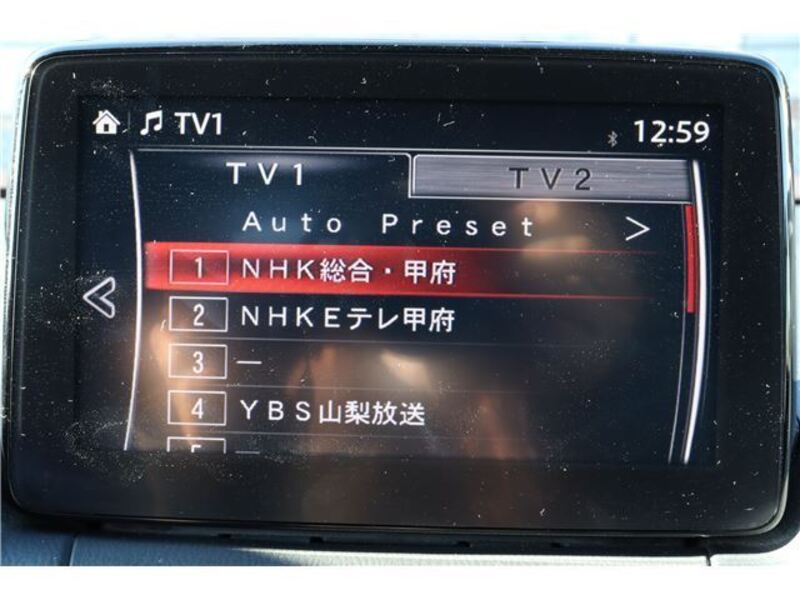 TV1 12:59
TV1 TV2
Auto Preset >
1 NHK総合・甲府
2 NHKEテレ甲府
3 ―
4 YBS山梨放送
5 ―